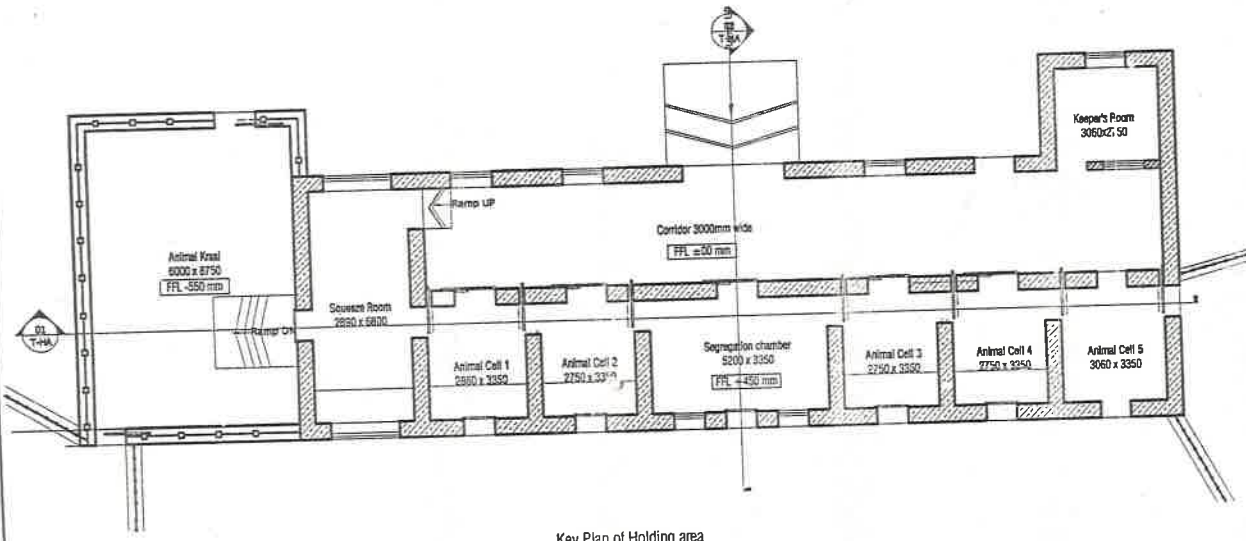 T-HA
Keeper's Room
Ramp UP
Corridor 3000mm wide
FFL ±00 mm
Animal Kraal
6000 x 8750
FFL -550 mm
Squeeze Room
2890 x 6800
01
T-HA
Ramp DN
Animal Cell 1
2860 x 3350
Animal Cell 2
2750 x 3350
Segregation chamber
5200 x 3350
FFL -450 mm
Animal Cell 3
2750 x 3350
Animal Cell 4
2750 x 3350
Animal Cell 5
3060 x 3350
Key Plan of Holding area